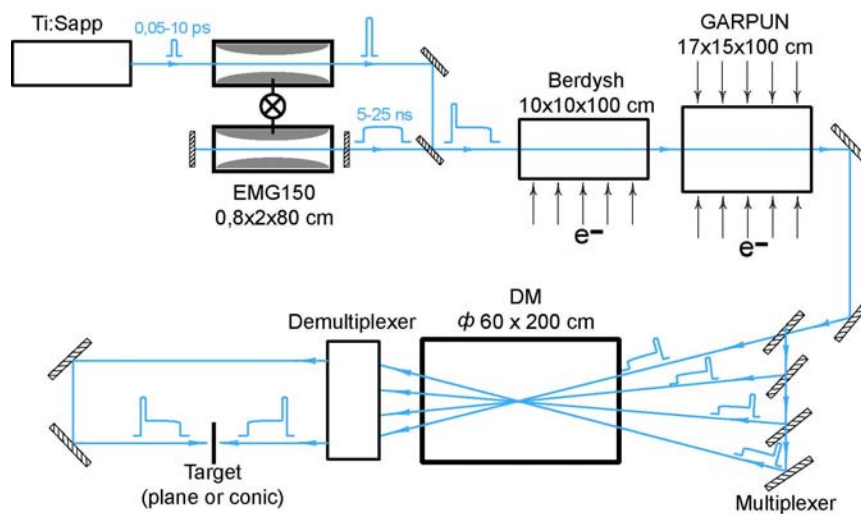 Ti:Sapp
0,05-10 ps
GARPUN
17x15x100 cm
Berdysh
10x10x100 cm
5-25 ns
EMG150
0,8x2x80 cm
e−
e−
DM
ϕ 60 x 200 cm
Demultiplexer
Target
(plane or conic)
Multiplexer